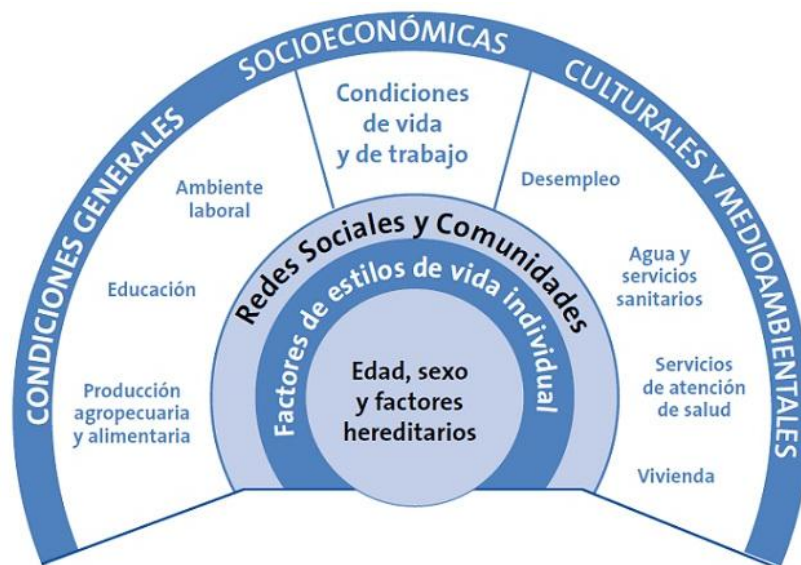 CONDICIONES GENERALES SOCIOECONÓMICAS CULTURALES Y MEDIOAMBIENTALES
Condiciones
de vida
y de trabajo
Ambiente
laboral
Educación
Producción
agropecuaria
y alimentaria
Desempleo
Agua y
servicios
sanitarios
Servicios
de atención
de salud
Vivienda
Redes Sociales y Comunidades
Factores de estilos de vida individual
Edad, sexo
y factores
hereditarios